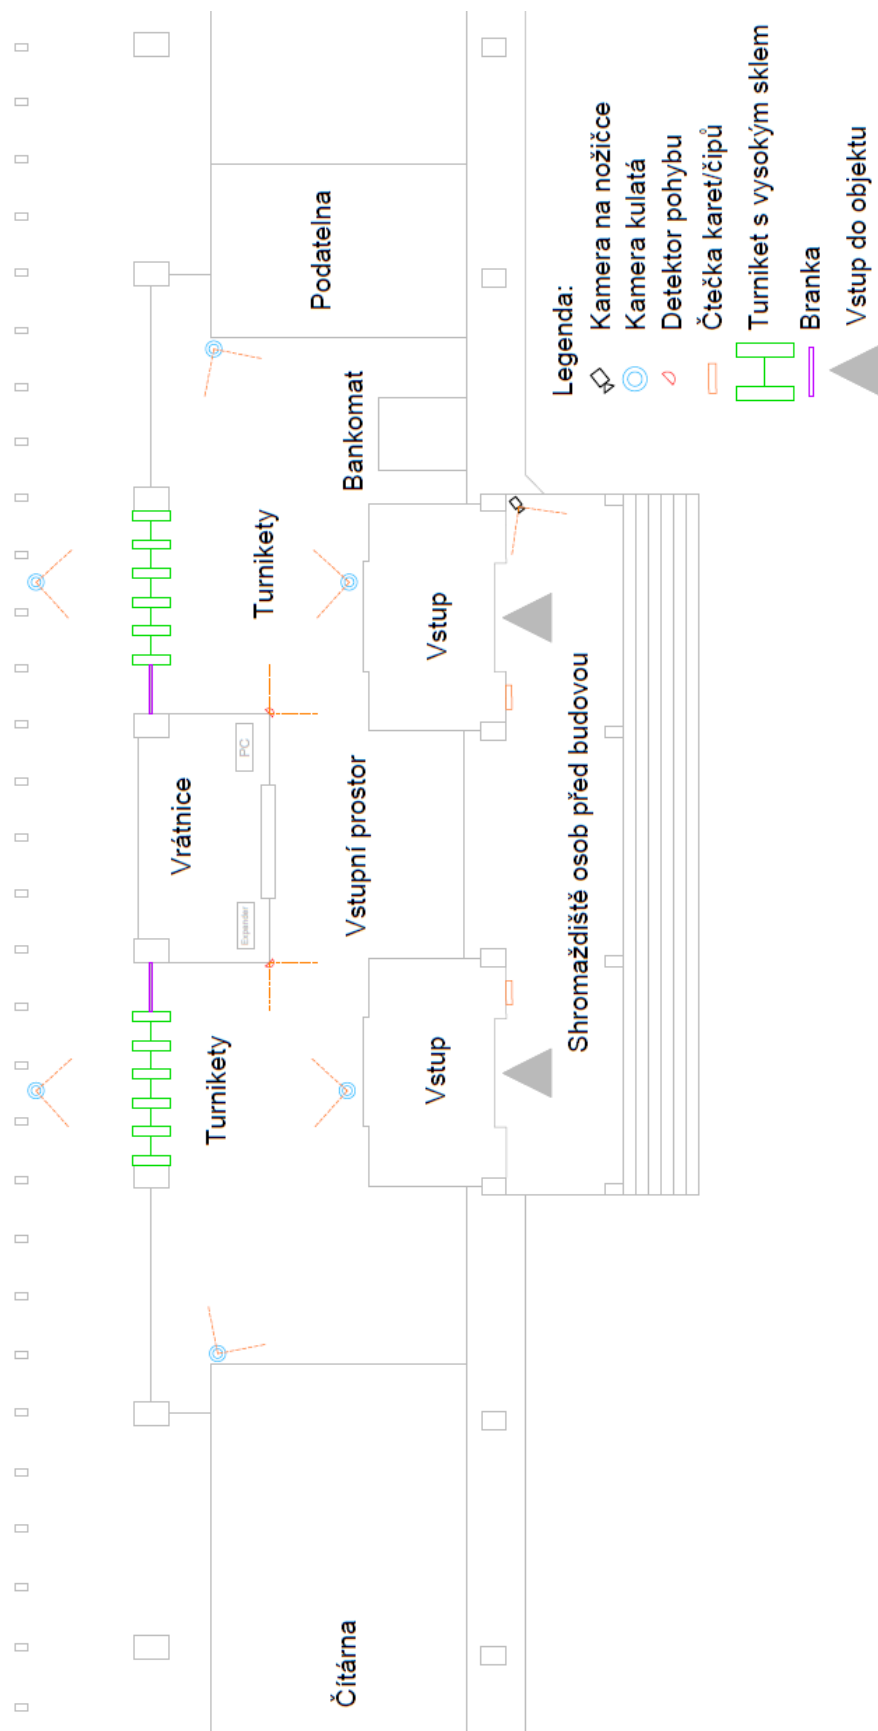 Čítárna
Turnikety
Vstup
Vrátnice
Expander
PC
Vstupní prostor
Shromaždiště osob před budovou
Turnikety
Vstup
Bankomat
Podatelna
Legenda:
Kamera na nožičce
Kamera kulatá
Detektor pohybu
Čtečka karet/čipů
Turniket s vysokým sklem
Branka
Vstup do objektu